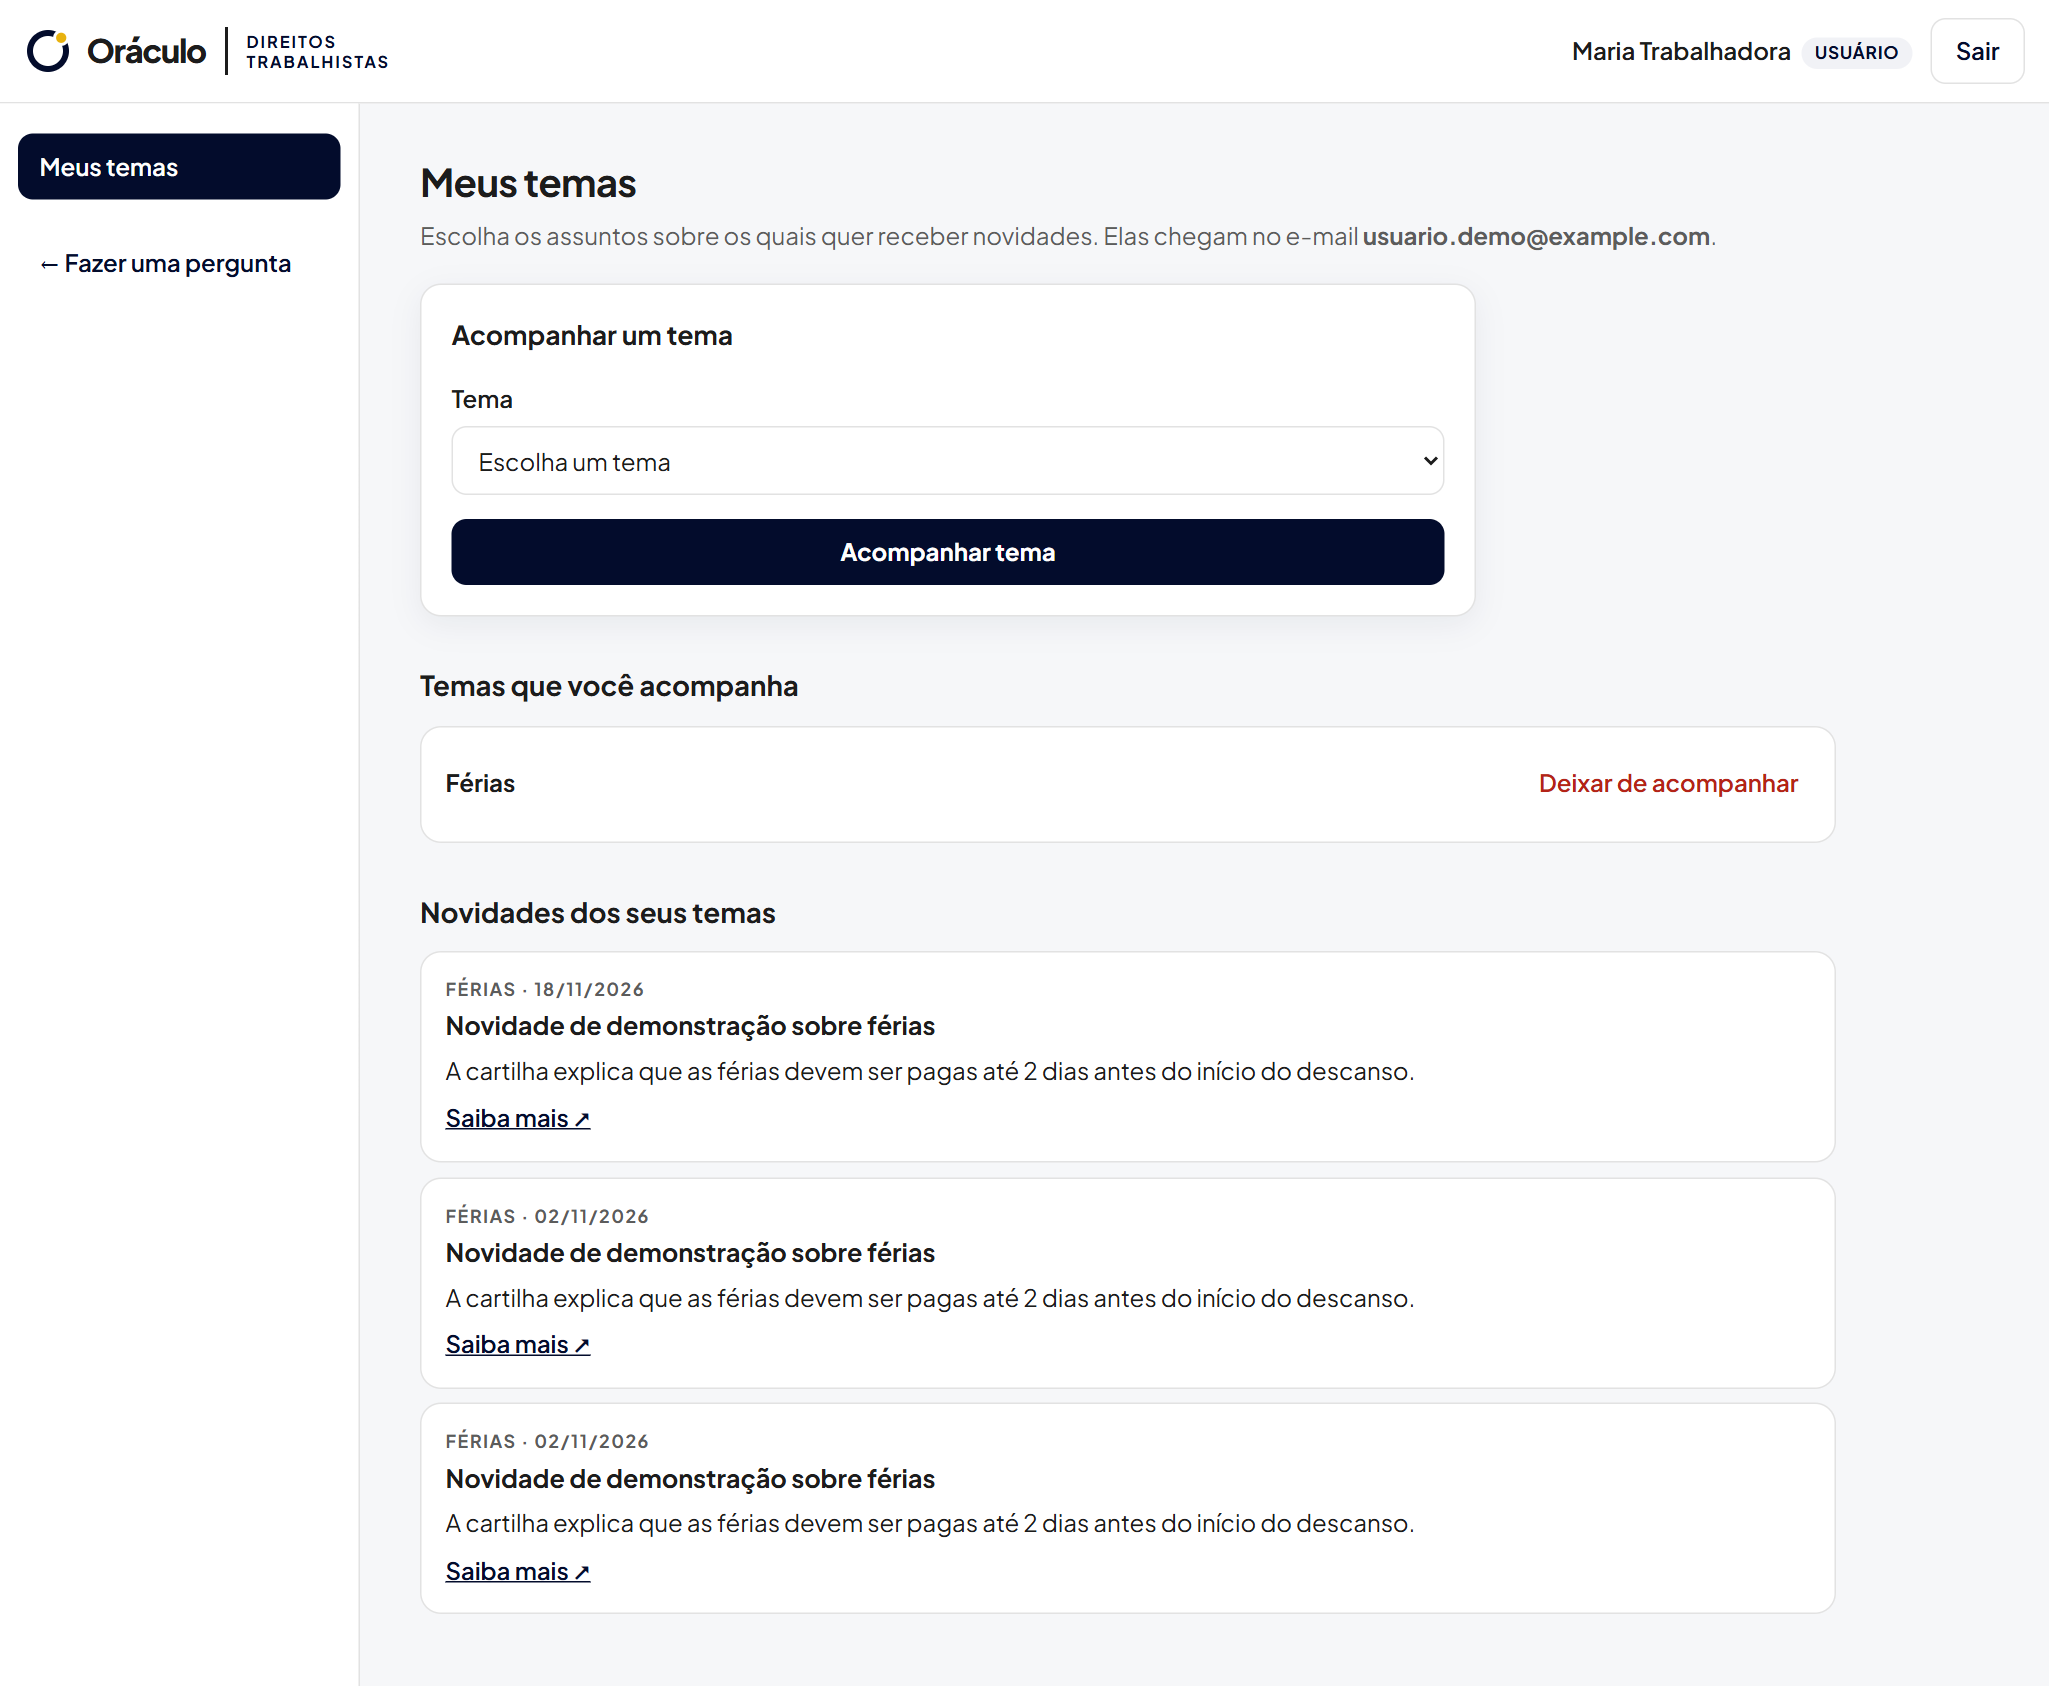 Oráculo
DIREITOS
TRABALHISTAS
Maria Trabalhadora
USUÁRIO
Sair
Meus temas
← Fazer uma pergunta
Meus temas
Escolha os assuntos sobre os quais quer receber novidades. Elas chegam no e-mail usuario.demo@example.com.
Acompanhar um tema
Tema
Escolha um tema
Acompanhar tema
Temas que você acompanha
Férias
Deixar de acompanhar
Novidades dos seus temas
FÉRIAS · 18/11/2026
Novidade de demonstração sobre férias
A cartilha explica que as férias devem ser pagas até 2 dias antes do início do descanso.
Saiba mais ↗
FÉRIAS · 02/11/2026
Novidade de demonstração sobre férias
A cartilha explica que as férias devem ser pagas até 2 dias antes do início do descanso.
Saiba mais ↗
FÉRIAS · 02/11/2026
Novidade de demonstração sobre férias
A cartilha explica que as férias devem ser pagas até 2 dias antes do início do descanso.
Saiba mais ↗